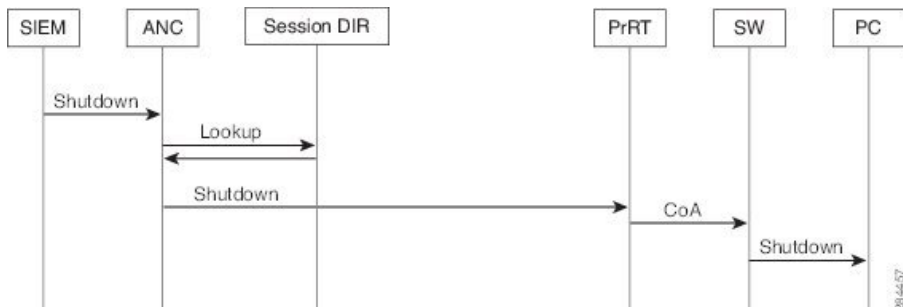 SIEM ANC Session DIR PrRT SW PC
Shutdown
Lookup
Shutdown
CoA
Shutdown